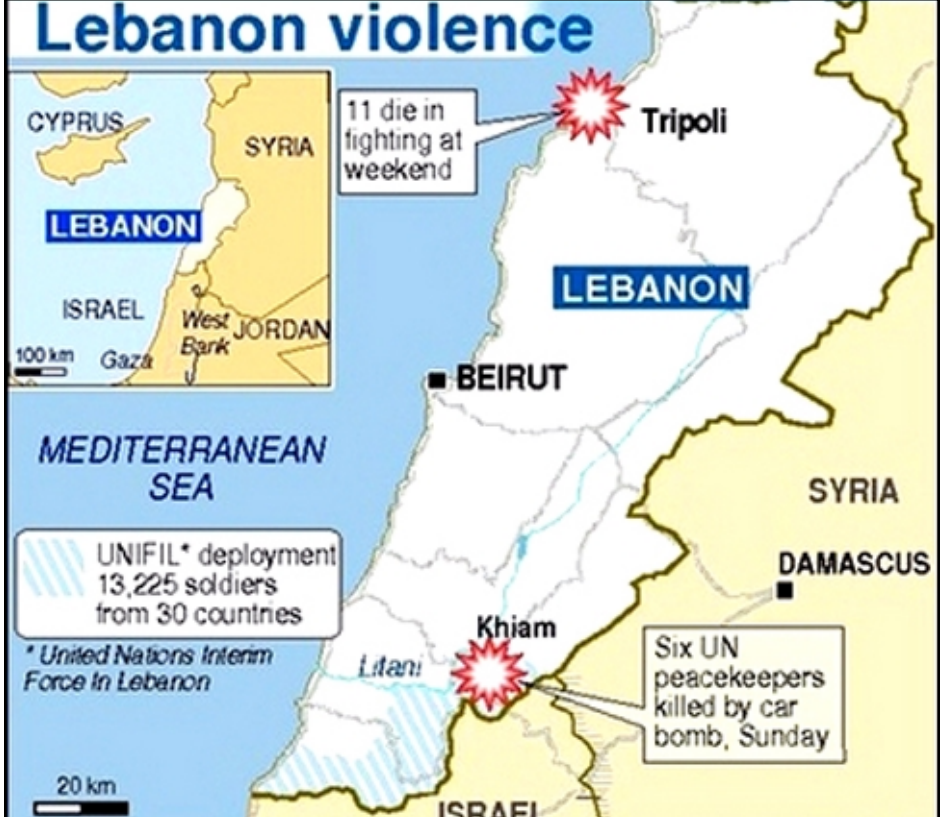 Lebanon violence
CYPRUS
SYRIA
LEBANON
ISRAEL
West
Bank
JORDAN
Gaza
100 km
11 die in
fighting at
weekend
Tripoli
LEBANON
BEIRUT
MEDITERRANEAN
SEA
SYRIA
DAMASCUS
UNIFIL* deployment
13,225 soldiers
from 30 countries
* United Nations Interim
Force In Lebanon
Khiam
Litani
Six UN
peacekeepers
killed by car
bomb, Sunday
20 km
ISRAEL